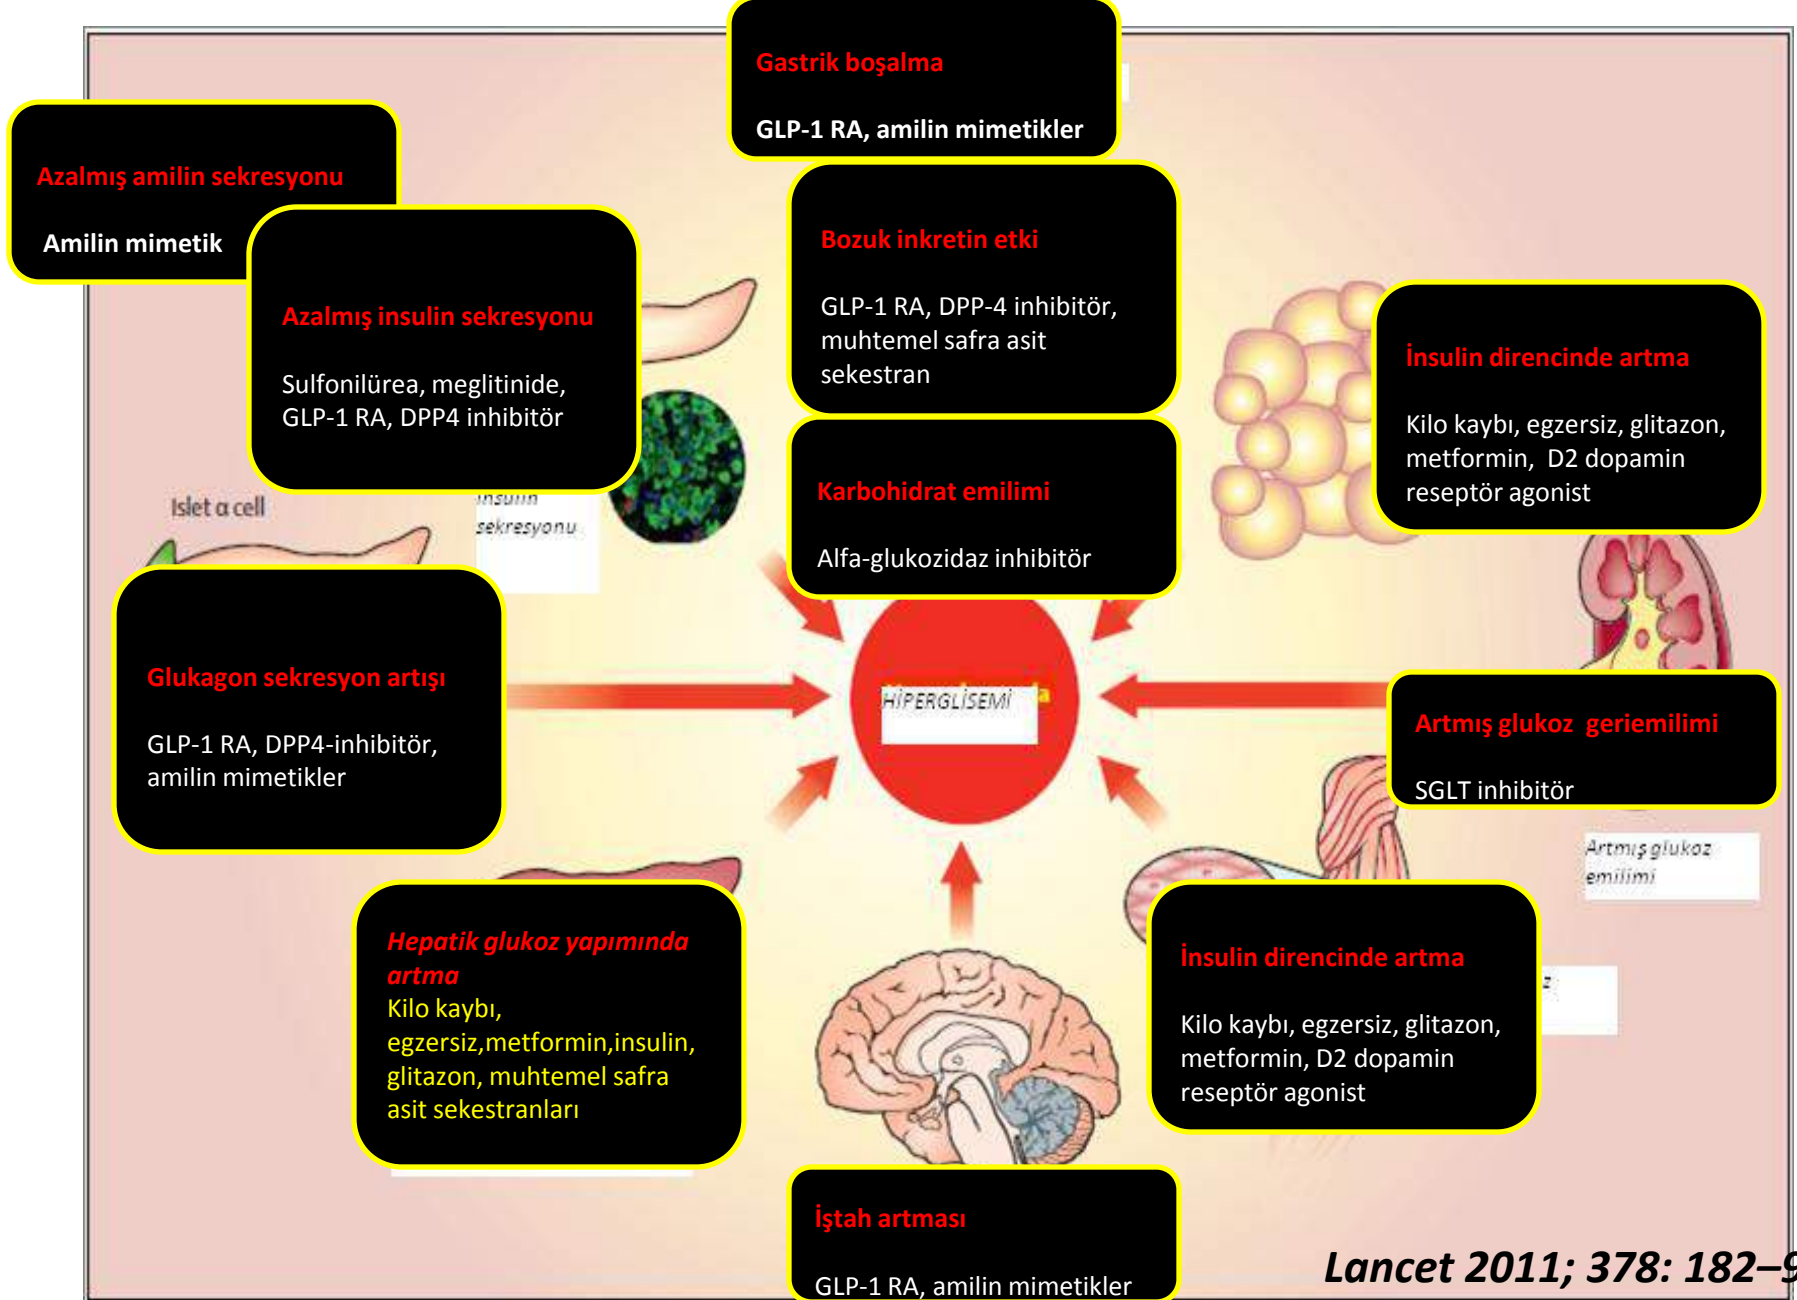 Gastrik boşalma
GLP-1 RA, amilin mimetikler
Azalmış amilin sekresyonu
Amilin mimetik
Azalmış insulin sekresyonu
Sulfonilürea, meglitinide,
GLP-1 RA, DPP4 inhibitör
Bozuk inkretin etki
GLP-1 RA, DPP-4 inhibitör,
muhtemel safra asit
sekestran
İnsulin direncinde artma
Kilo kaybı, egzersiz, glitazon,
metformin, D2 dopamin
reseptör agonist
Karbohidrat emilimi
Alfa-glukozidaz inhibitör
Islet α cell
insulin
sekresyonu
Glukagon sekresyon artışı
GLP-1 RA, DPP4-inhibitör,
amilin mimetikler
HİPERGLİSEMİ
Artmış glukoz geriemilimi
SGLT inhibitör
Artmış glukoz
emilimi
Hepatik glukoz yapımında
artma
Kilo kaybı,
egzersiz,metformin,insulin,
glitazon, muhtemel safra
asit sekestranları
İnsulin direncinde artma
Kilo kaybı, egzersiz, glitazon,
metformin, D2 dopamin
reseptör agonist
z
İştah artması
GLP-1 RA, amilin mimetikler
Lancet 2011; 378: 182–9